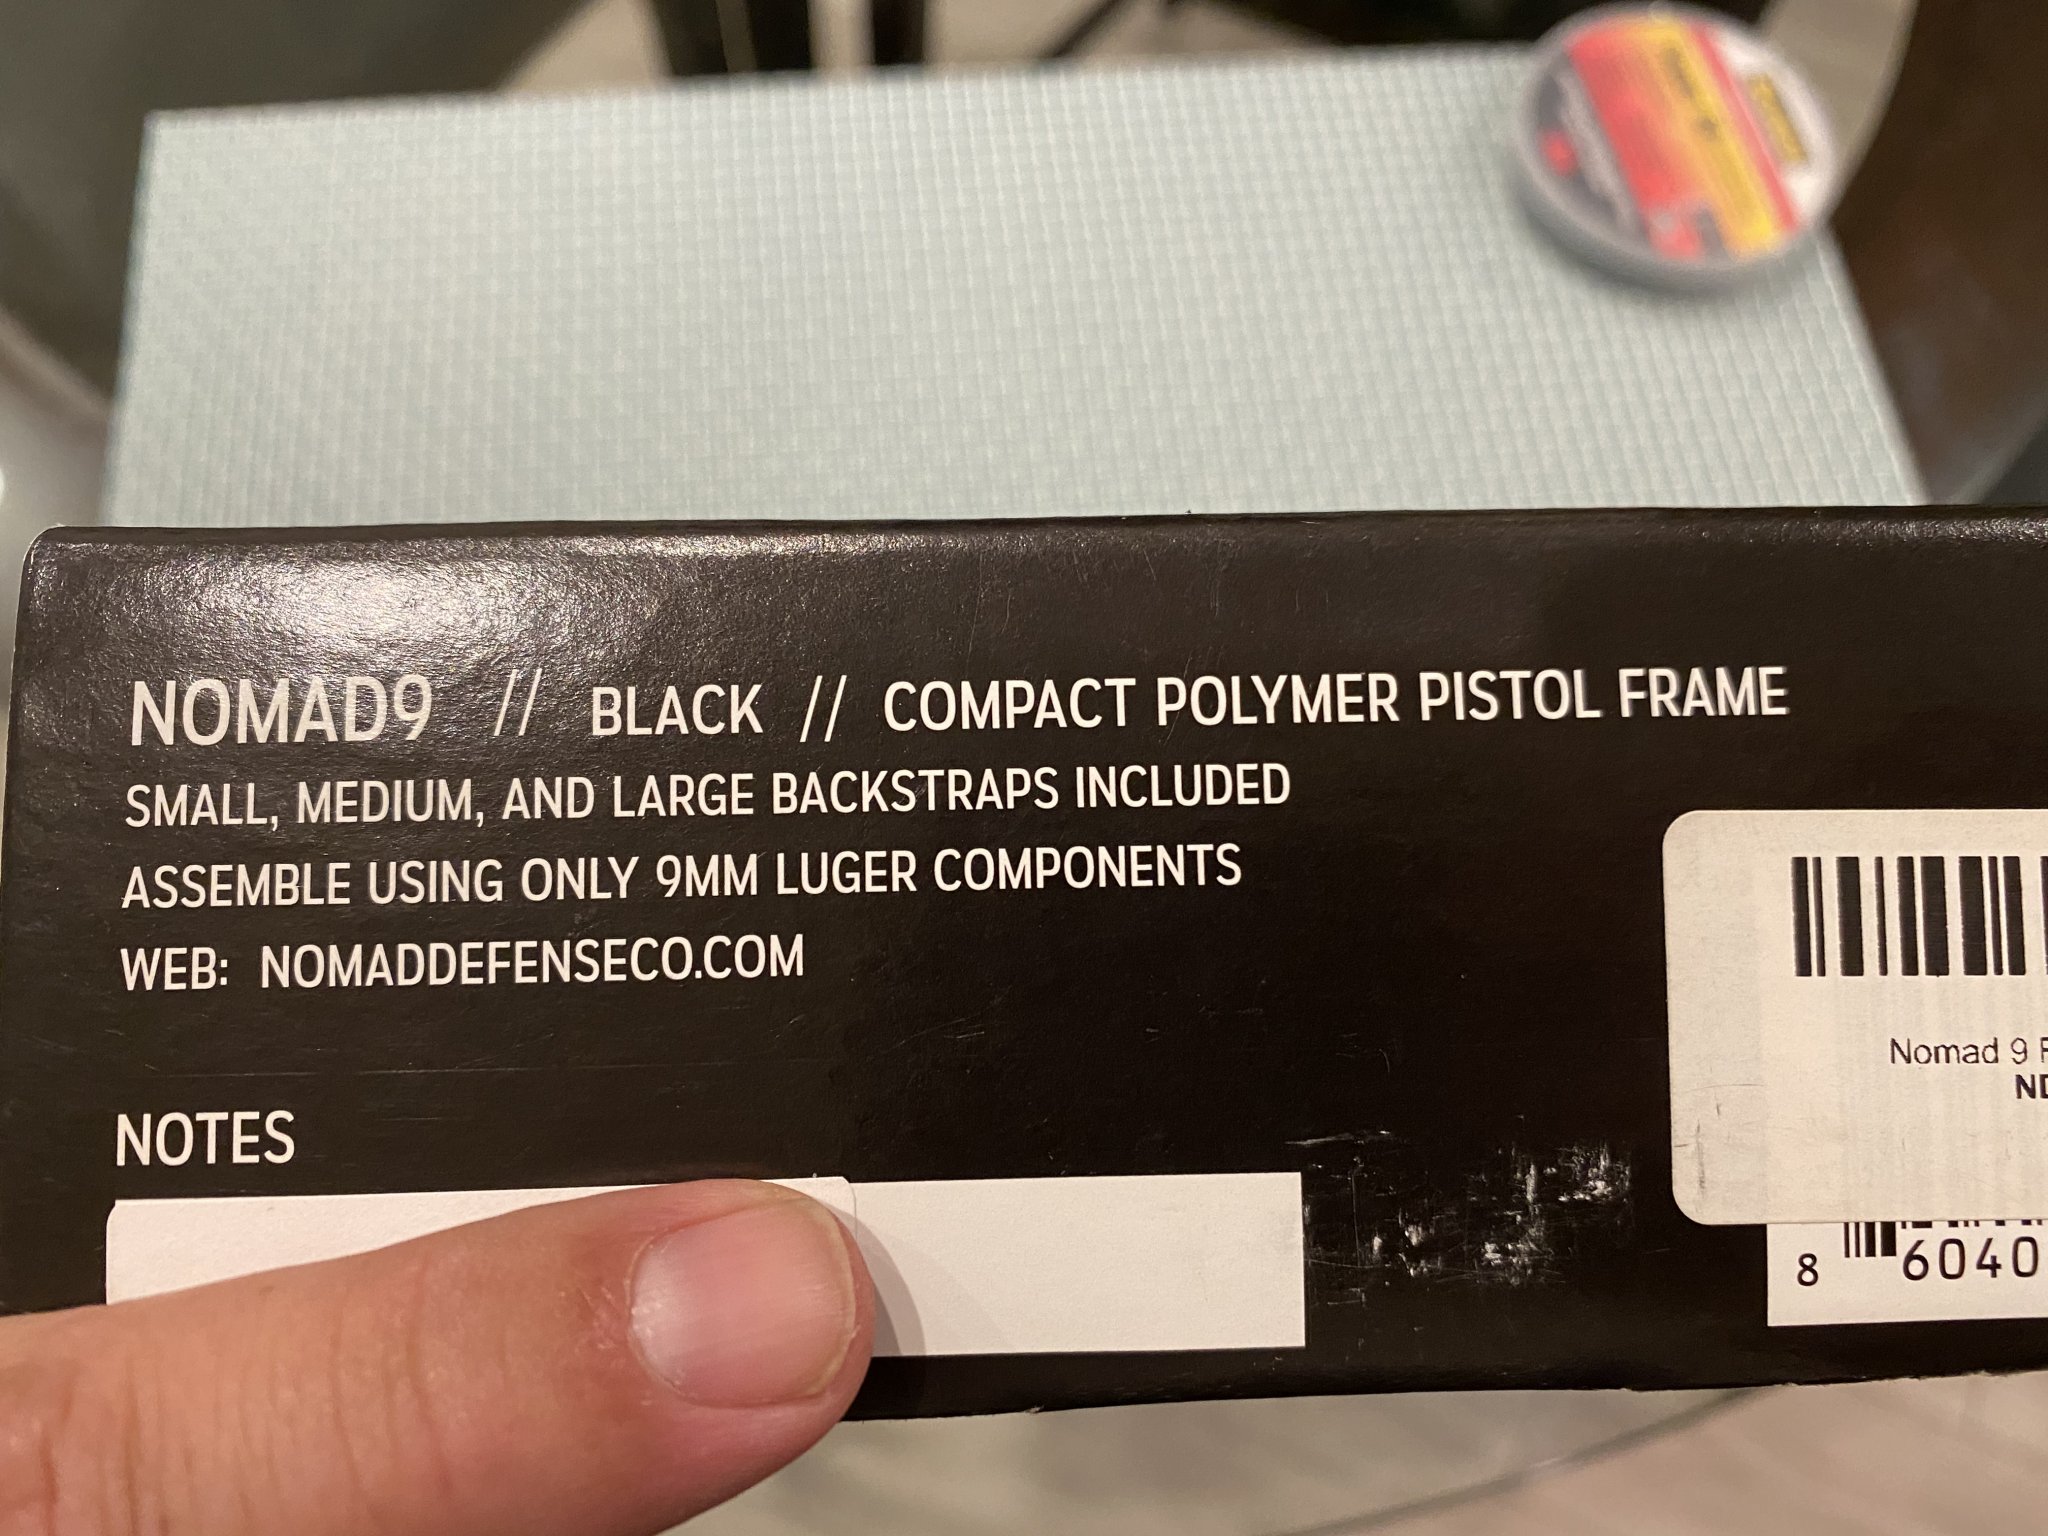 NOMAD9 // BLACK // COMPACT POLYMER PISTOL FRAME
SMALL, MEDIUM, AND LARGE BACKSTRAPS INCLUDED
ASSEMBLE USING ONLY 9MM LUGER COMPONENTS
WEB: NOMADDEFENSECO.COM
NOTES
Nomad 9
8 6040